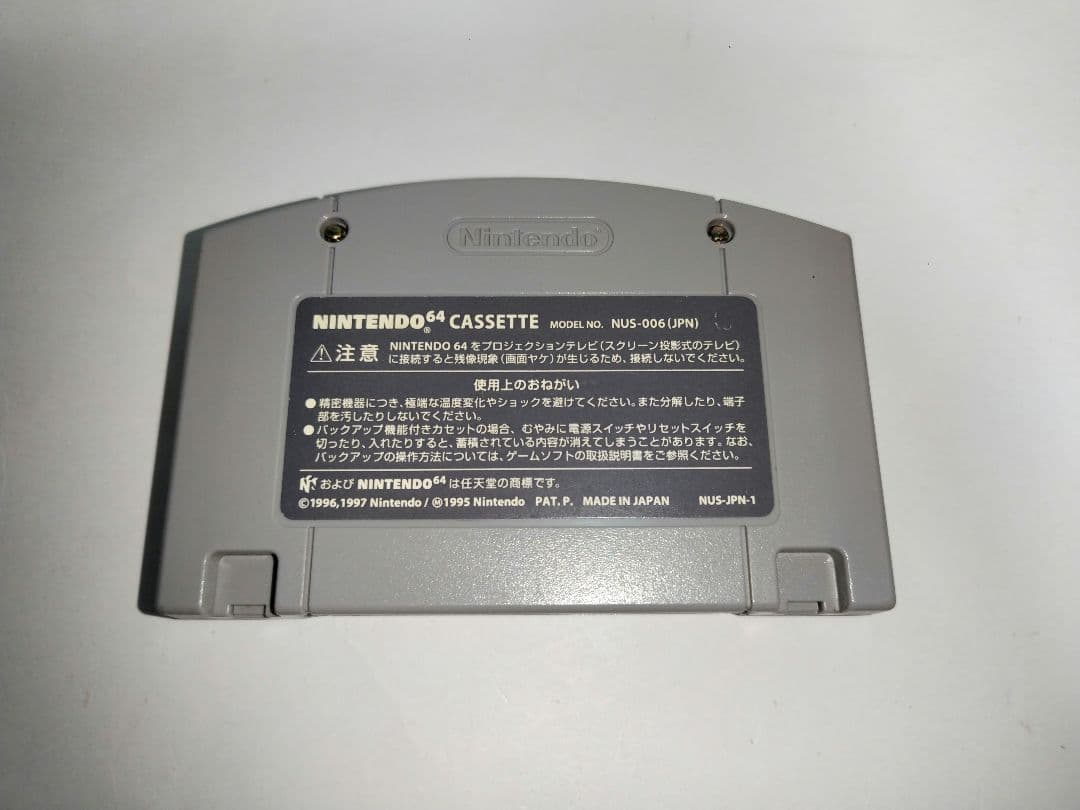 Nintendo
NINTENDO64® CASSETTE MODEL NO. NUS-006(JPN)
⚠注意 NINTENDO 64をプロジェクションテレビ(スクリーン投影式のテレビ)
に接続すると残像現象(画面ヤケ)が生じるため、接続しないでください。
使用上のおねがい
●精密機器につき、極端な温度変化やショックを避けてください。また分解したり、端子
部を汚したりしないでください。
●バックアップ機能付きカセットの場合、むやみに電源スイッチやリセットスイッチを
切ったり、入れたりすると、蓄積されている内容が消えてしまうことがあります。なお、
バックアップの操作方法については、ゲームソフトの取扱説明書をご参照ください。
および NINTENDO64 は任天堂の商標です。
©1996,1997 Nintendo/Ⓜ1995 Nintendo PAT. P. MADE IN JAPAN NUS-JPN-1